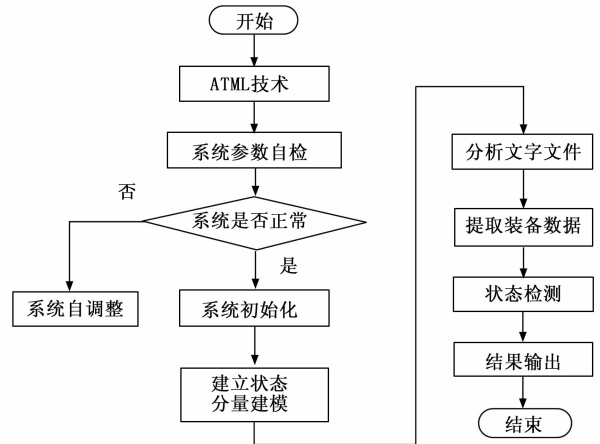 开始
ATML技术
系统参数自检
系统是否正常
否
是
系统自调整
系统初始化
建立状态
分量建模
分析文字文件
提取装备数据
状态检测
结果输出
结束